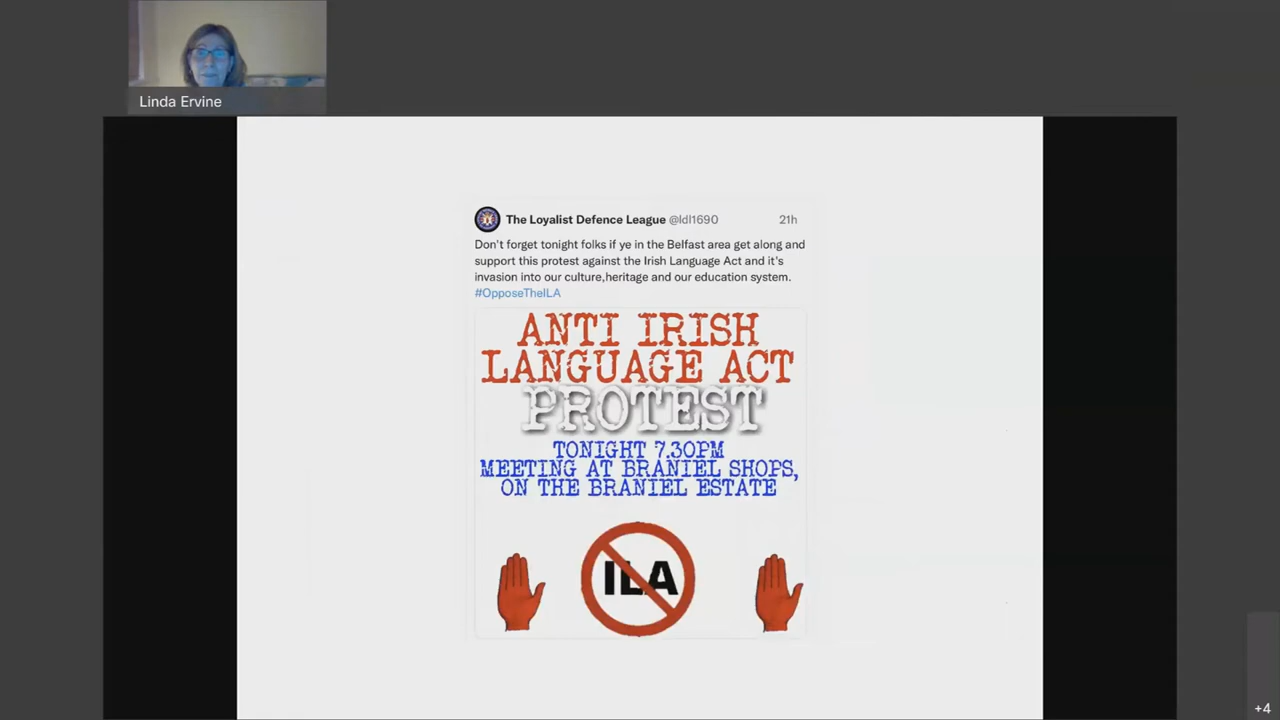 Linda Ervine
The Loyalist Defence League @ldl1690 21h
Don't forget tonight folks if ye in the Belfast area get along and
support this protest against the Irish Language Act and it's
invasion into our culture,heritage and our education system.
#OpposeTheILA
ANTI IRISH
LANGUAGE ACT
PROTEST
TONIGHT 7.30PM
MEETING AT BRANIEL SHOPS,
ON THE BRANIEL ESTATE
ILA
+4